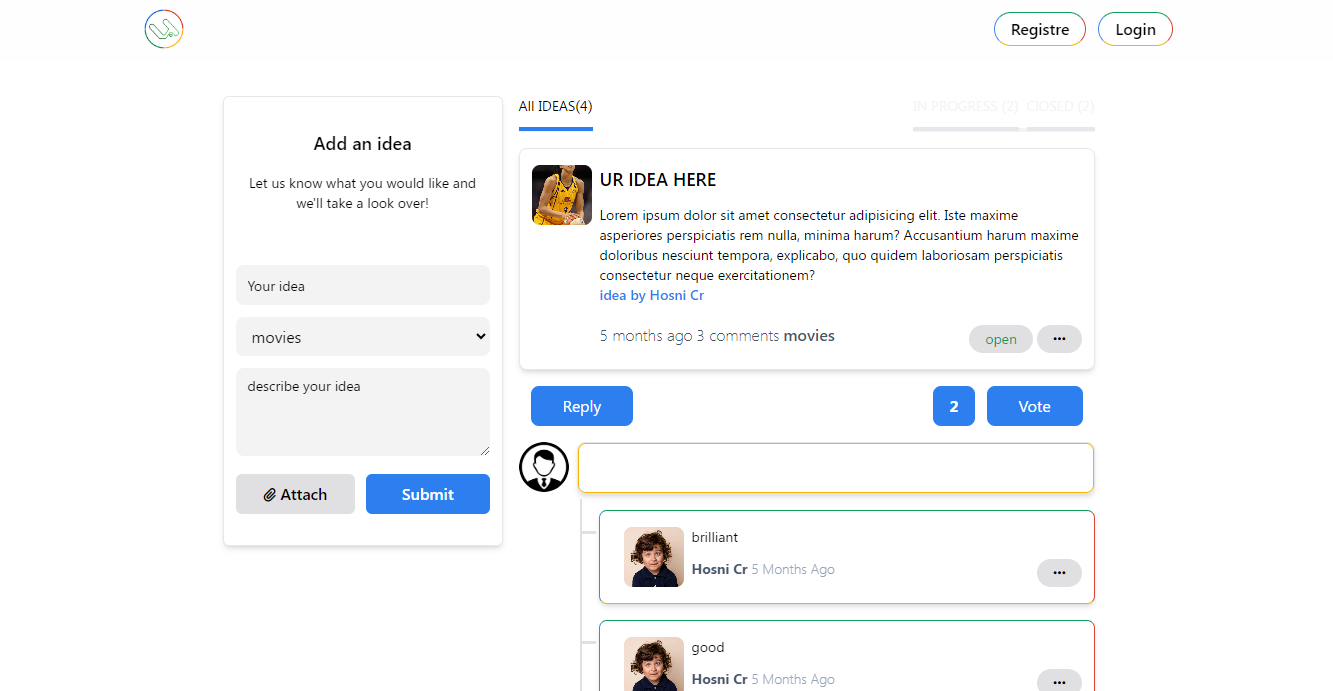 Registre
Login
Add an idea
Let us know what you would like and
we'll take a look over!
Your idea
movies
describe your idea
Attach
Submit
All IDEAS(4)
IN PROGRESS (2)
ClOSED (2)
UR IDEA HERE
Lorem ipsum dolor sit amet consectetur adipisicing elit. Iste maxime
asperiores perspiciatis rem nulla, minima harum? Accusantium harum maxime
doloribus nesciunt tempora, explicabo, quo quidem laboriosam perspiciatis
consectetur neque exercitationem?
idea by Hosni Cr
5 months ago 3 comments movies
open
Reply
2
Vote
brilliant
Hosni Cr 5 Months Ago
good
Hosni Cr 5 Months Ago